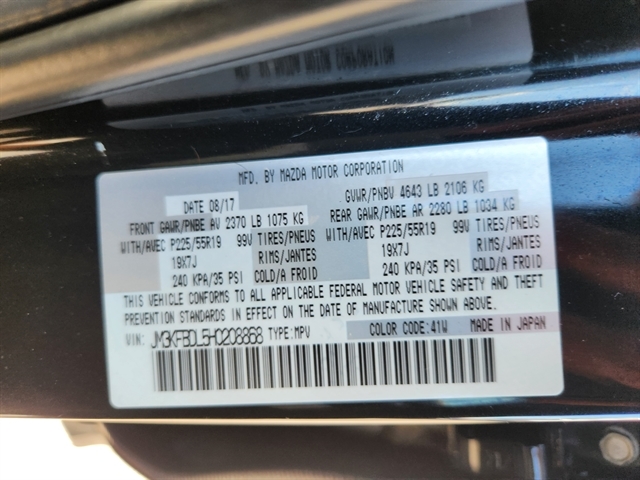 MFD. BY MAZDA MOTOR CORPORATION
DATE 08/17 GVWR/PNBV 4643 LB 2106 KG
FRONT GAWR/PNBE AV 2370 LB 1075 KG REAR GAWR/PNBE AR 2280 LB 1034 KG
WITH/AVEC P225/55R19 99V TIRES/PNEUS WITH/AVEC P225/55R19 99V TIRES/PNEUS
19X7J RIMS/JANTES 19X7J RIMS/JANTES
240 KPA/35 PSI COLD/A FROID 240 KPA/35 PSI COLD/A FROID
THIS VEHICLE CONFORMS TO ALL APPLICABLE FEDERAL MOTOR VEHICLE SAFETY AND THEFT
PREVENTION STANDARDS IN EFFECT ON THE DATE OF MANUFACTURE SHOWN ABOVE.
VIN: JM3KFBDL5H0208868 TYPE:MPV COLOR CODE:41W MADE IN JAPAN